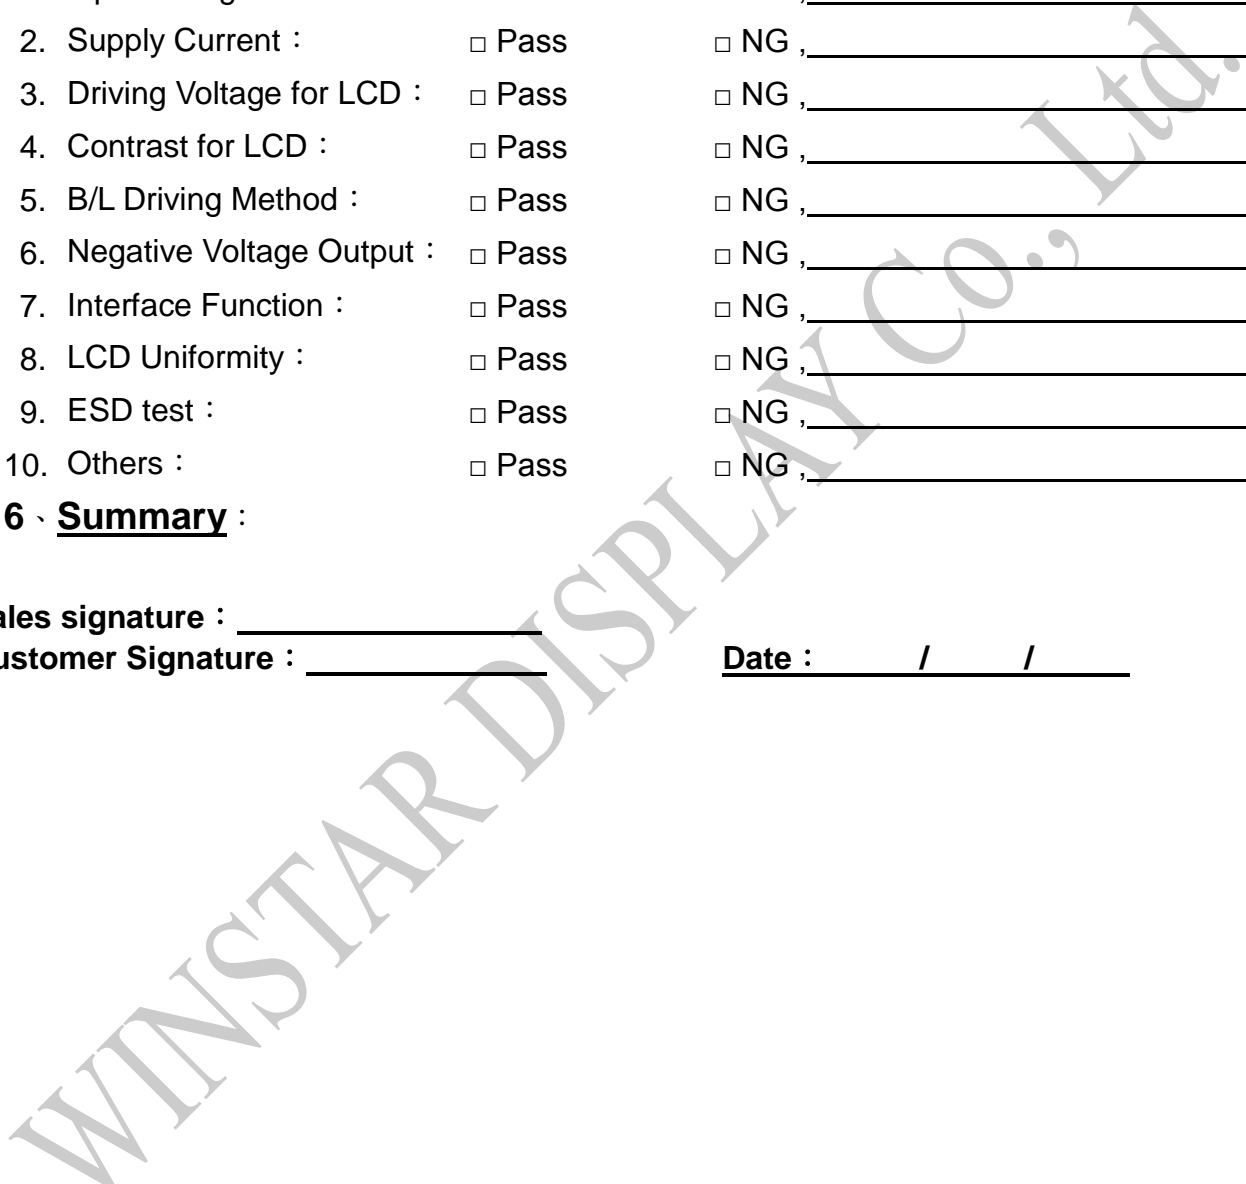 2. Supply Current： □ Pass □ NG ,
3. Driving Voltage for LCD： □ Pass □ NG ,
4. Contrast for LCD： □ Pass □ NG ,
5. B/L Driving Method： □ Pass □ NG ,
6. Negative Voltage Output： □ Pass □ NG ,
7. Interface Function： □ Pass □ NG ,
8. LCD Uniformity： □ Pass □ NG ,
9. ESD test： □ Pass □ NG ,
10. Others： □ Pass □ NG ,
6、Summary：
ales signature：
ustomer Signature： Date： / /
WINSTAR DISPLAY Co., Ltd.